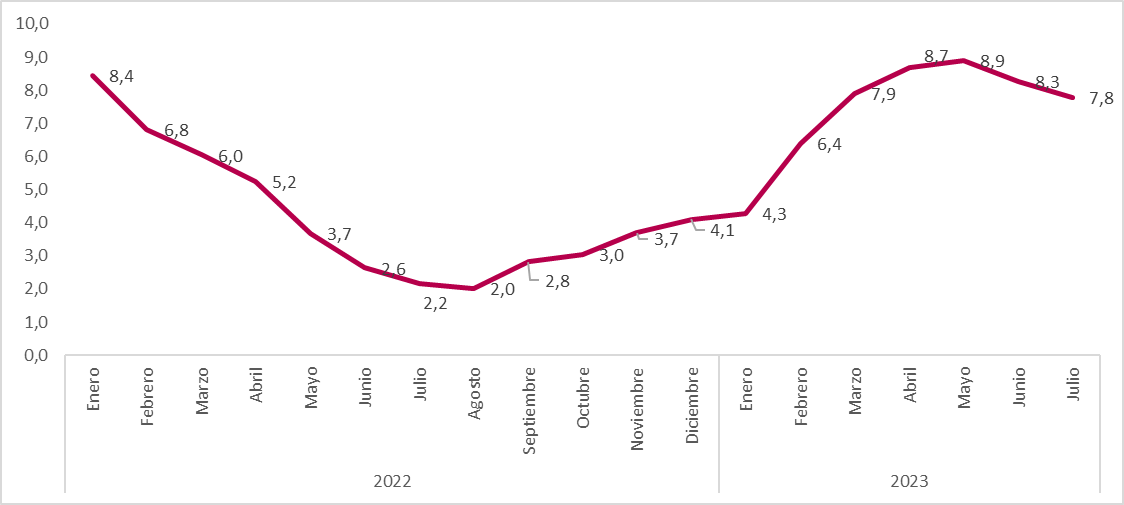 10,0
9,0
8,0
7,0
6,0
5,0
4,0
3,0
2,0
1,0
0,0
8,4
6,8
6,0
5,2
3,7
2,6
2,2
2,0
2,8
3,0
3,7
4,1
4,3
6,4
7,9
8,7
8,9
8,3
7,8
Enero
Febrero
Marzo
Abril
Mayo
Junio
Julio
Agosto
Septiembre
Octubre
Noviembre
Diciembre
Enero
Febrero
Marzo
Abril
Mayo
Junio
Julio
2022
2023